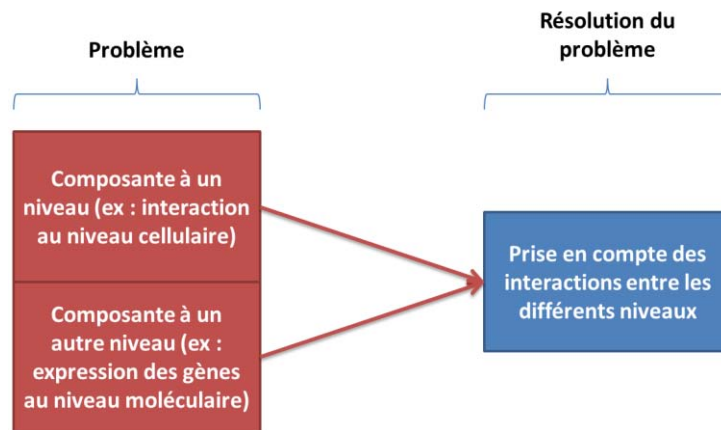 Problème
Résolution du
problème
Composante à un
niveau (ex : interaction
au niveau cellulaire)
Composante à un
autre niveau (ex :
expression des gènes
au niveau moléculaire)
Prise en compte des
interactions entre les
différents niveaux